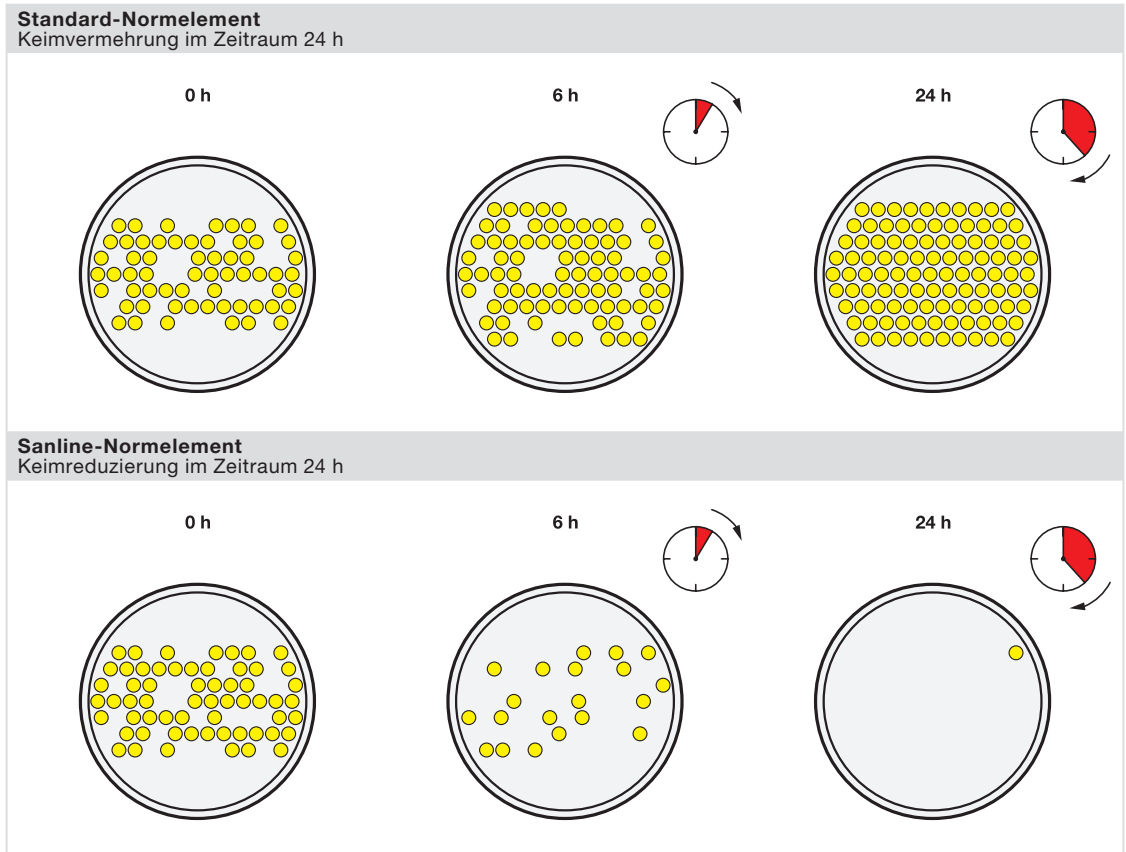 Standard-Normelement
Keimvermehrung im Zeitraum 24 h
0 h
6 h
24 h
Sanline-Normelement
Keimreduzierung im Zeitraum 24 h
0 h
6 h
24 h